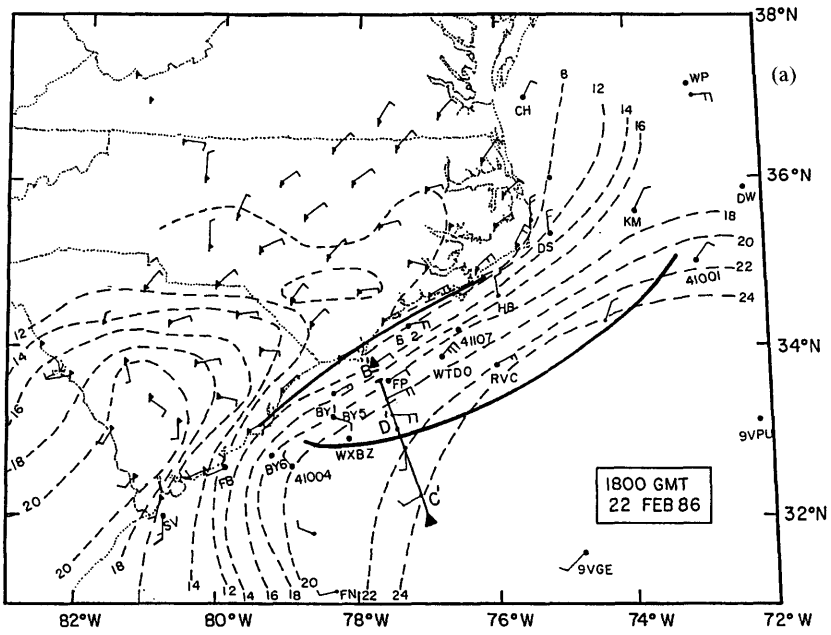 38°N
(a)
WP
CH
8
12
14
16
36°N
DW
KM
DS
18
20
41001
22
24
HB
12
14
16
18
20
34°N
B 2
41107
B'
WTDO
FP
RVC
BY
BY5
D'
WXBZ
9VPU
BY6
41004
FB
C'
1800 GMT
22 FEB 86
32°N
SV
9VGE
20
18
14
12
14
16
18
20
FN
22
24
82°W
80°W
78°W
76°W
74°W
72°W